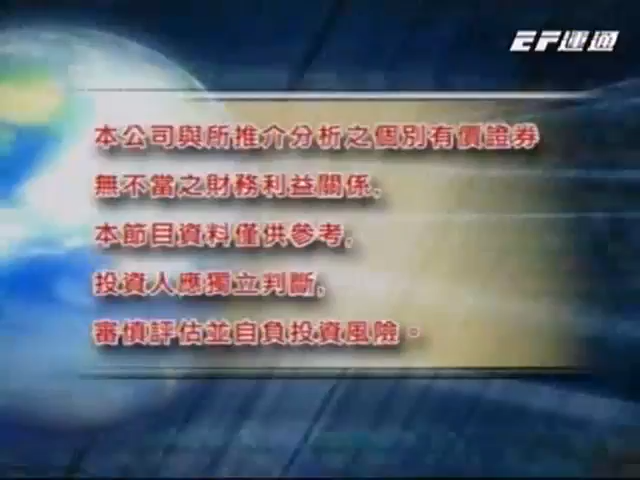 EF運通
本公司與所推介分析之個別有價證券
無不當之財務利益關係,
本節目資料僅供參考,
投資人應獨立判斷,
審慎評估並自負投資風險。